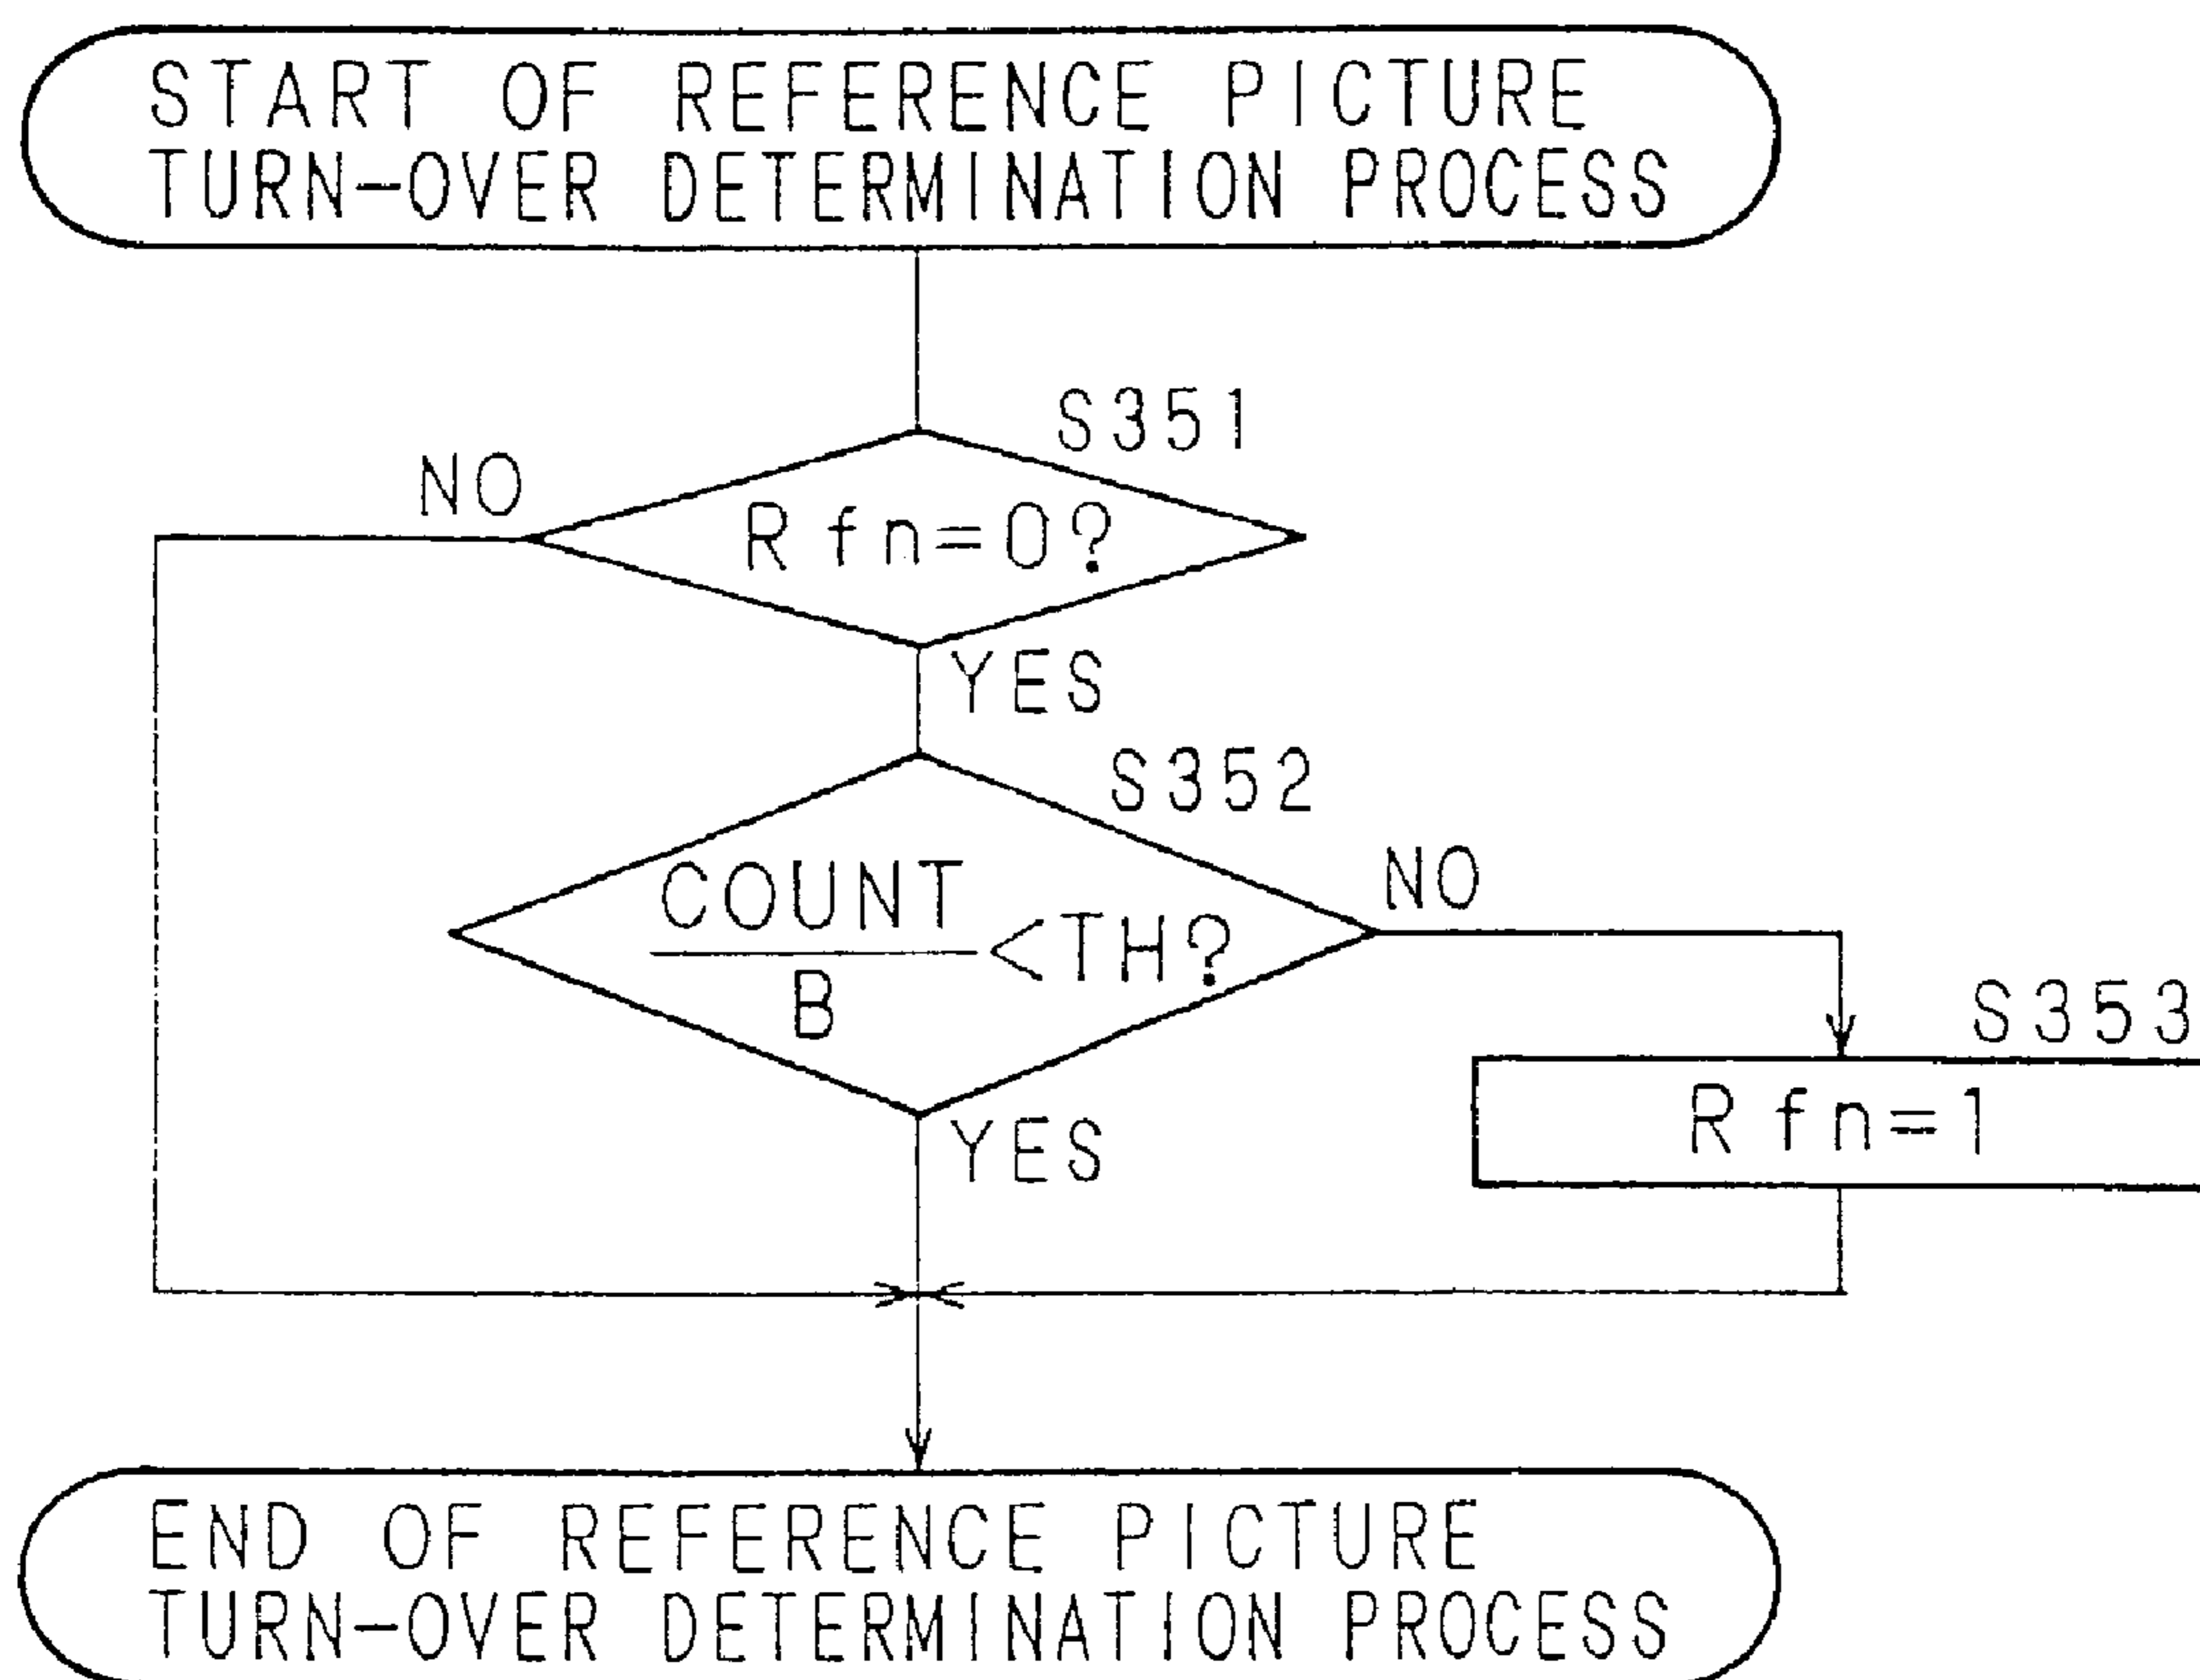 START OF REFERENCE PICTURE
TURN-OVER DETERMINATION PROCESS
S351
NO
Rfn=0?
YES
S352
COUNT
B
<TH?
NO
YES
S353
Rfn=1
END OF REFERENCE PICTURE
TURN-OVER DETERMINATION PROCESS